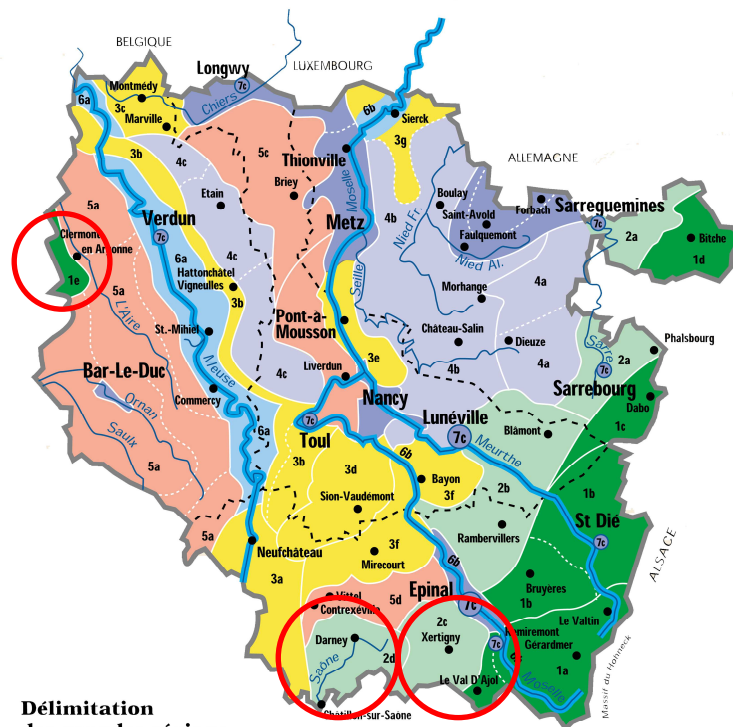 BELGIQUE
LUXEMBOURG
Longwy
7c
6a
Montmédy
3c
Marville
Chiers
6b
Sierck
3g
3b
4c
5c
Thionville
Moselle
ALLEMAGNE
5a
Etain
Briey
Boulay
Saint-Avold
Forbach
Sarreguemines
7c
2a
Bitche
1d
Verdun
7c
Metz
4b
Nied Fr.
Faulquemont
Nied Al.
Clermont
en Argonne
1e
5a
6a
4c
Hattonchâtel
Vigneulles
3b
Seille
4a
Morhange
L'Aire
St.-Mihiel
Pont-à-
Mousson
Château-Salin
Dieuze
Sarre
2a
Phalsbourg
Bar-Le-Duc
Meuse
4c
Liverdun
3e
4b
4a
7c
Sarrebourg
Ornan
Commercy
Nancy
Dabo
Saulx
6a
7c
Toul
Lunéville
7c
Meurthe
Blâmont
1c
5a
3b
3d
6b
Bayon
3f
2b
1b
Sion-Vaudémont
5a
Neufchâteau
3f
Mirecourt
Rambervillers
St Dié
7c
ALSACE
3a
6b
Vittel
Contrexéville
5d
Epinal
7c
Bruyères
1b
Le Valtin
Darney
2d
Saône
2c
Xertigny
7c
Remiremont
Gérardmer
1a
Le Val D'Ajol
Moselle
Massif du Hohneck
Châtillon-sur-Saône
Délimitation